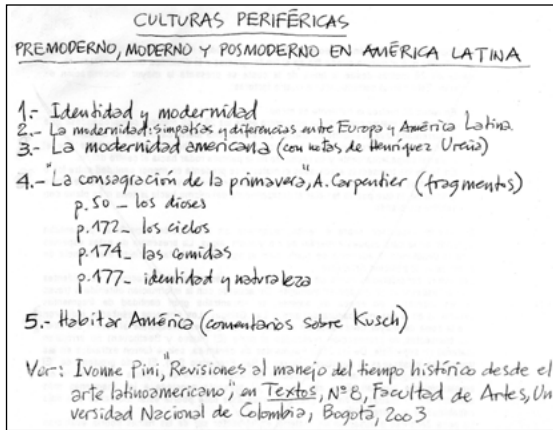 CULTURAS PERIFÉRICAS
PREMODERNO, MODERNO Y POSMODERNO EN AMÉRICA LATINA
1.- Identidad y modernidad
2.- La modernidad: simpatías y diferencias entre Europa y América Latina
3.- La modernidad americana (con notas de Henríquez Ureña)
4.- "La consagración de la primavera", A. Carpentier (fragmentos)
p.50 - los dioses
p.172 - los cielos
p.174 - las comidas
p.177 - identidad y naturaleza
5.- Habitar América (comentarios sobre Kusch)
Ver: Ivonne Pini, "Revisiones al manejo del tiempo histórico desde el
arte latinoamericano", en Textos, Nº 8, Facultad de Artes, Uni
versidad Nacional de Colombia, Bogotá, 2003